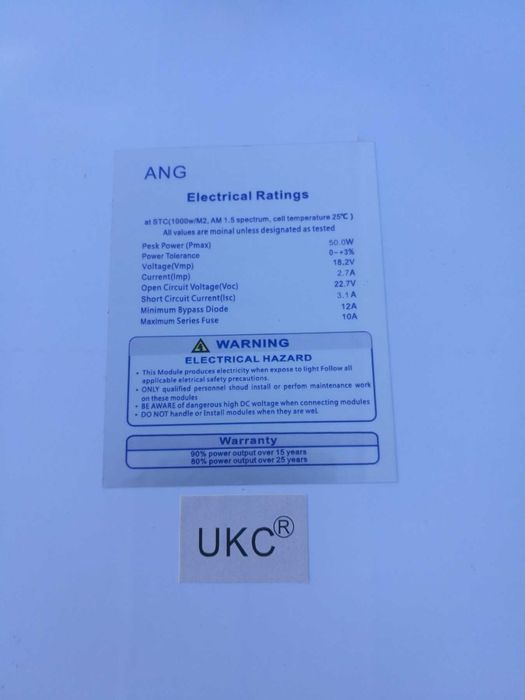 ANG
Electrical Ratings
at STC(1000w/M2, AM 1.5 spectrum, cell temperature 25℃)
All values are moinal unless designated as tested
Pesk Power (Pmax) 50.0W
Power Tolerance 0~+3%
Voltage(Vmp) 18.2V
Current(Imp) 2.7A
Open Circuit Voltage(Voc) 22.7V
Short Circuit Current(Isc) 3.1A
Minimum Bypass Diode 12A
Maximum Series Fuse 10A
WARNING
ELECTRICAL HAZARD
• This Module produces electricity when expose to light Follow all
applicable eletrical safety precautions.
• ONLY qualified personnel shoud install or perfom maintenance work
on these modules
• BE AWARE of dangerous high DC woltage when connecting modules
• DO NOT handle or Install modules when they are wel.
Warranty
90% power output over 15 years
80% power output over 25 years
UKC®